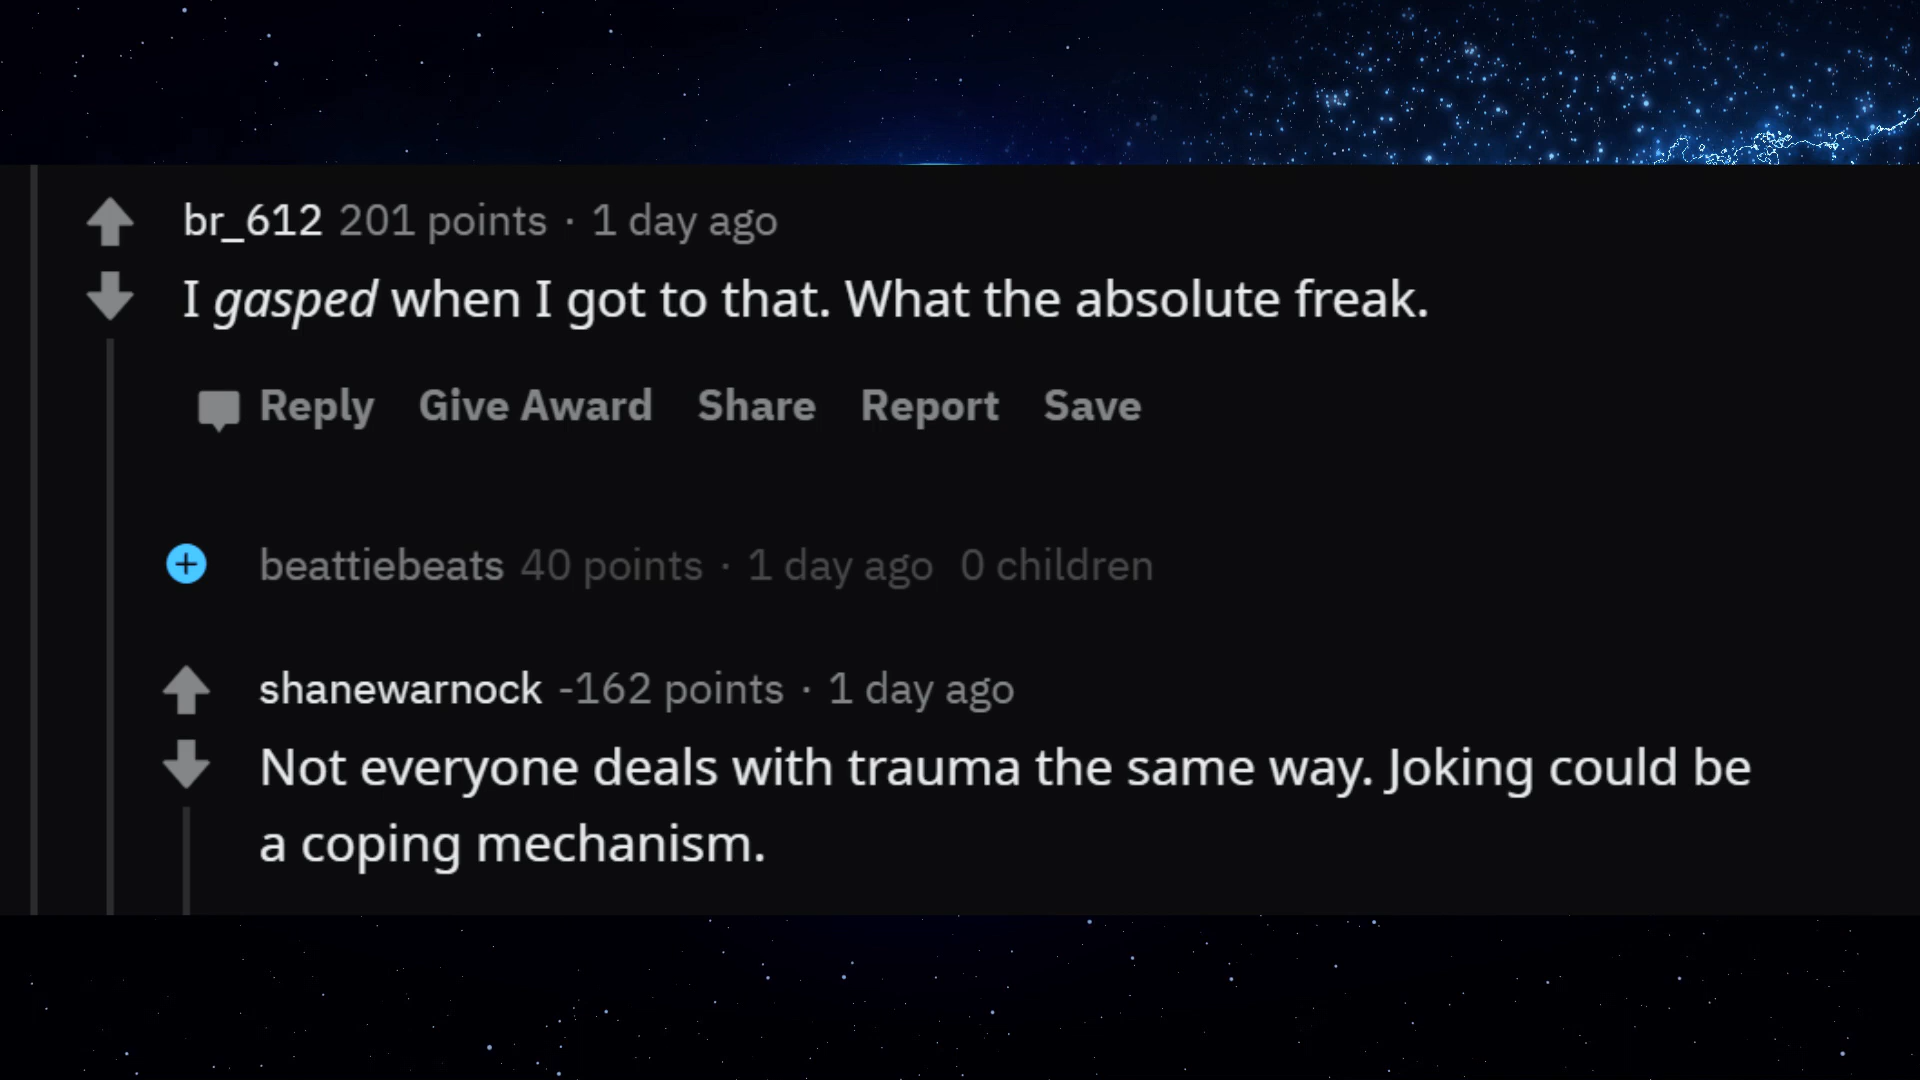 br_612 201 points · 1 day ago
I gasped when I got to that. What the absolute freak.
Reply Give Award Share Report Save
beattiebeats 40 points · 1 day ago 0 children
shanewarnock -162 points · 1 day ago
Not everyone deals with trauma the same way. Joking could be
a coping mechanism.